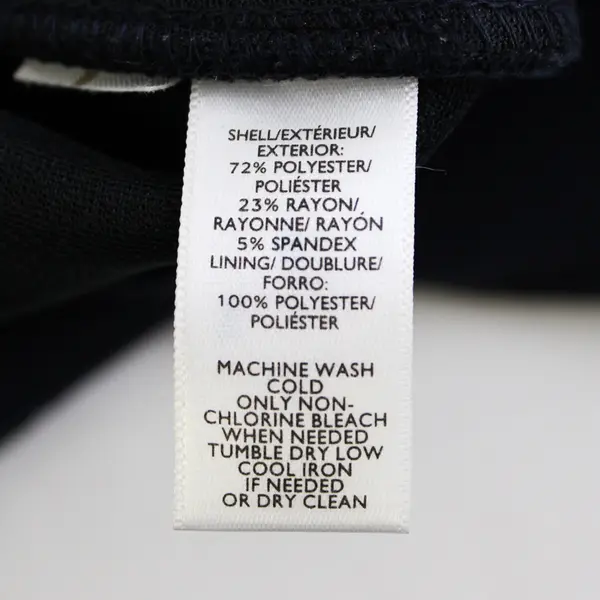 SHELL/EXTÉRIEUR/
EXTERIOR:
72% POLYESTER/
POLIÉSTER
23% RAYON/
RAYONNE/ RAYÓN
5% SPANDEX
LINING/ DOUBLURE/
FORRO:
100% POLYESTER/
POLIÉSTER
MACHINE WASH
COLD
ONLY NON-
CHLORINE BLEACH
WHEN NEEDED
TUMBLE DRY LOW
COOL IRON
IF NEEDED
OR DRY CLEAN